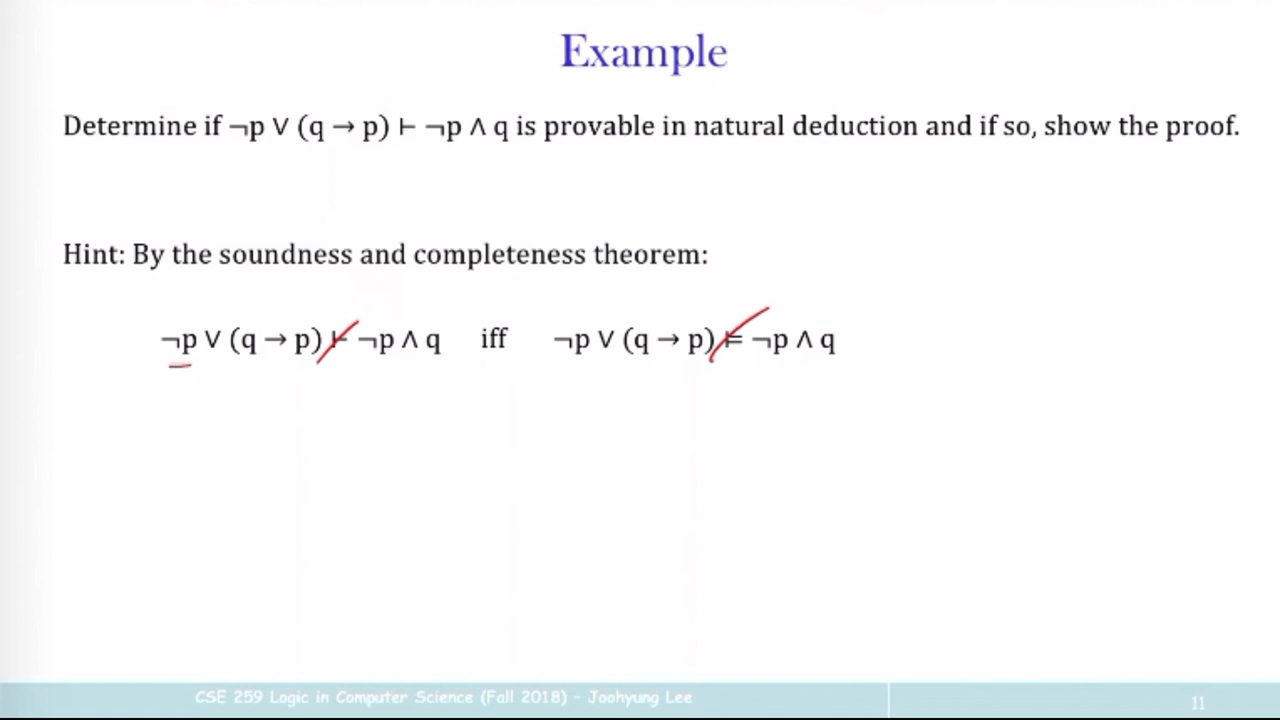 Example
Determine if ¬p ∨ (q → p) ⊢ ¬p ∧ q is provable in natural deduction and if so, show the proof.
Hint: By the soundness and completeness theorem:
¬p ∨ (q → p) ⊬ ¬p ∧ q iff ¬p ∨ (q → p) ⊭ ¬p ∧ q
CSE 259 Logic in Computer Science (Fall 2018) - Joohyung Lee
11